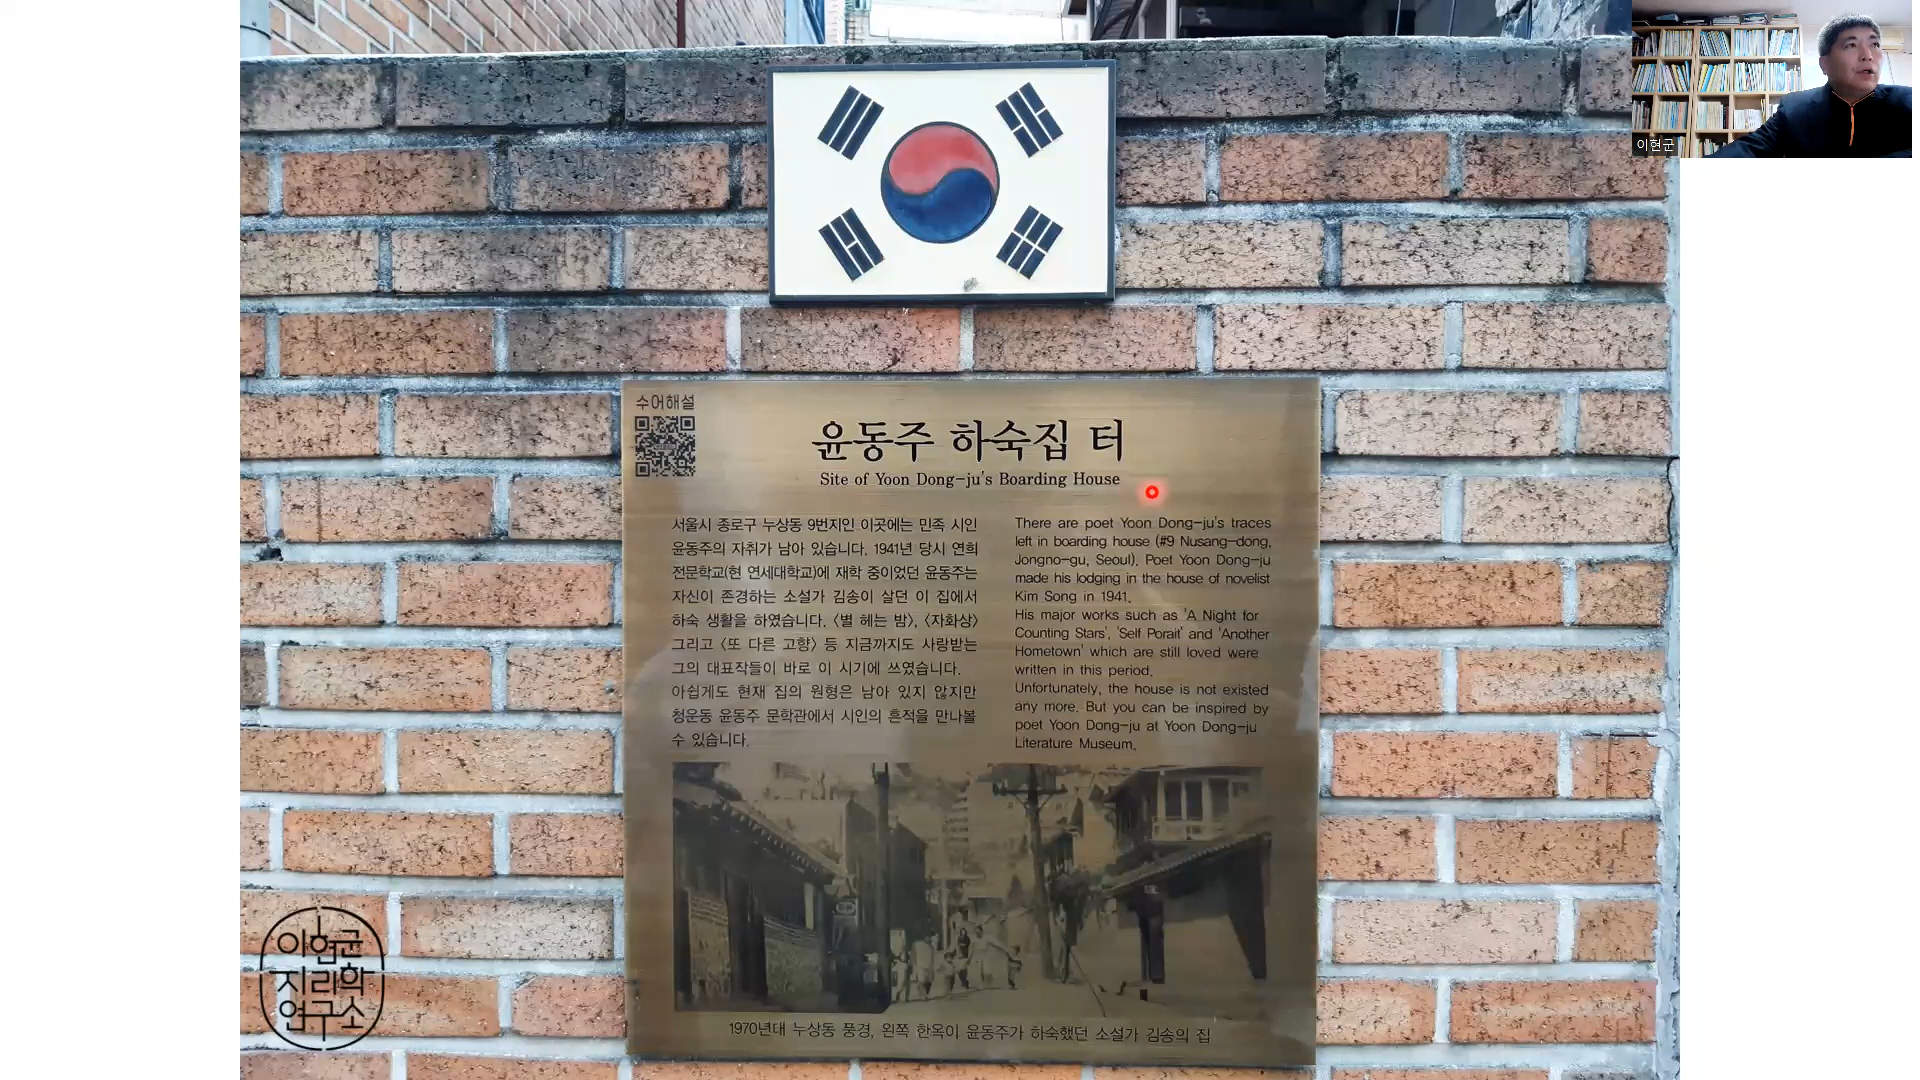 이현군
수어해설
윤동주 하숙집 터
Site of Yoon Dong-ju's Boarding House
서울시 종로구 누상동 9번지인 이곳에는 민족 시인
윤동주의 자취가 남아 있습니다. 1941년 당시 연희
전문학교(현 연세대학교)에 재학 중이었던 윤동주는
자신이 존경하는 소설가 김송이 살던 이 집에서
하숙 생활을 하였습니다. <별 헤는 밤>, <자화상>
그리고 <또 다른 고향> 등 지금까지도 사랑받는
그의 대표작들이 바로 이 시기에 쓰였습니다.
아쉽게도 현재 집의 원형은 남아 있지 않지만
청운동 윤동주 문학관에서 시인의 흔적을 만나볼
수 있습니다.
There are poet Yoon Dong-ju's traces
left in boarding house (#9 Nusang-dong,
Jongno-gu, Seoul). Poet Yoon Dong-ju
made his lodging in the house of novelist
Kim Song in 1941.
His major works such as 'A Night for
Counting Stars', 'Self Porait' and 'Another
Hometown' which are still loved were
written in this period.
Unfortunately, the house is not existed
any more. But you can be inspired by
poet Yoon Dong-ju at Yoon Dong-ju
Literature Museum.
1970년대 누상동 풍경, 왼쪽 한옥이 윤동주가 하숙했던 소설가 김송의 집
이현균
지리학
연구소